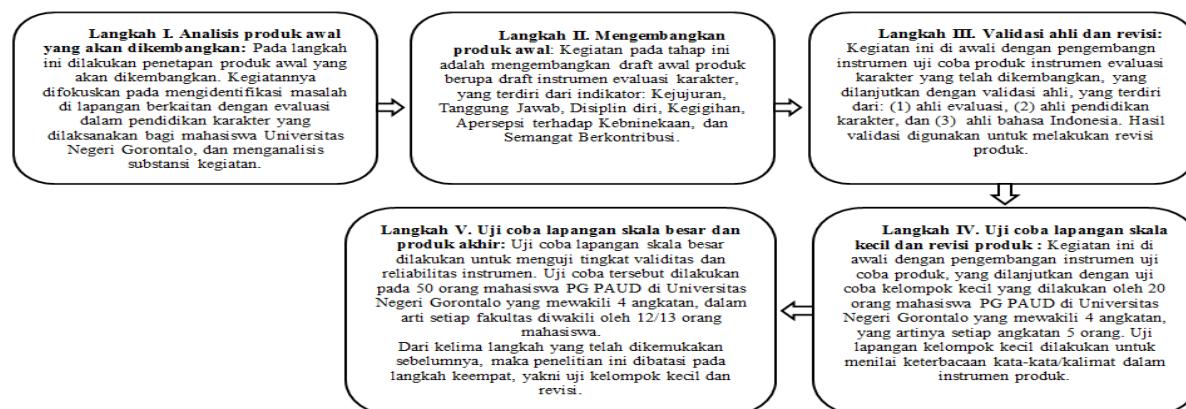 Langkah I. Analisis produk awal
yang akan dikembangkan: Pada langkah
ini dilakukan penetapan produk awal yang
akan dikembangkan. Kegiatannya
difokuskan pada mengidentifikasi masalah
di lapangan berkaitan dengan evaluasi
dalam pendidikan karakter yang
dilaksanakan bagi mahasiswa Universitas
Negeri Gorontalo, dan menganalisis
substansi kegiatan.
Langkah II. Mengembangkan
produk awal: Kegiatan pada tahap ini
adalah mengembangkan draft awal produk
berupa draft instrumen evaluasi karakter,
yang terdiri dari indikator: Kejujuran,
Tanggung Jawab, Disiplin diri, Kegigihan,
Apersepsi terhadap Kebninekaan, dan
Semangat Berkontribusi.
Langkah III. Validasi ahli dan revisi:
Kegiatan ini di awali dengan pengembangn
instrumen uji coba produk instrumen evaluasi
karakter yang telah dikembangkan, yang
dilanjutkan dengan validasi ahli, yang terdiri
dari: (1) ahli evaluasi, (2) ahli pendidikan
karakter, dan (3) ahli bahasa Indonesia. Hasil
validasi digunakan untuk melakukan revisi
produk.
Langkah IV. Uji coba lapangan skala
kecil dan revisi produk : Kegiatan ini di
awali dengan pengembangan instrumen uji
coba produk, yang dilanjutkan dengan uji
coba kelompok kecil yang dilakukan oleh 20
orang mahasiswa PG PAUD di Universitas
Negeri Gorontalo yang mewakili 4 angkatan,
yang artinya setiap angkatan 5 orang. Uji
lapangan kelompok kecil dilakukan untuk
menilai keterbacaan kata-kata/kalimat dalam
instrumen produk.
Langkah V. Uji coba lapangan skala besar dan
produk akhir: Uji coba lapangan skala besar
dilakukan untuk menguji tingkat validitas dan
reliabilitas instrumen. Uji coba tersebut dilakukan
pada 50 orang mahasiswa PG PAUD di Universitas
Negeri Gorontalo yang mewakili 4 angkatan, dalam
arti setiap fakultas diwakili oleh 12/13 orang
mahasiswa.
Dari kelima langkah yang telah dikemukakan
sebelumnya, maka penelitian ini dibatasi pada
langkah keempat, yakni uji kelompok kecil dan
revisi.